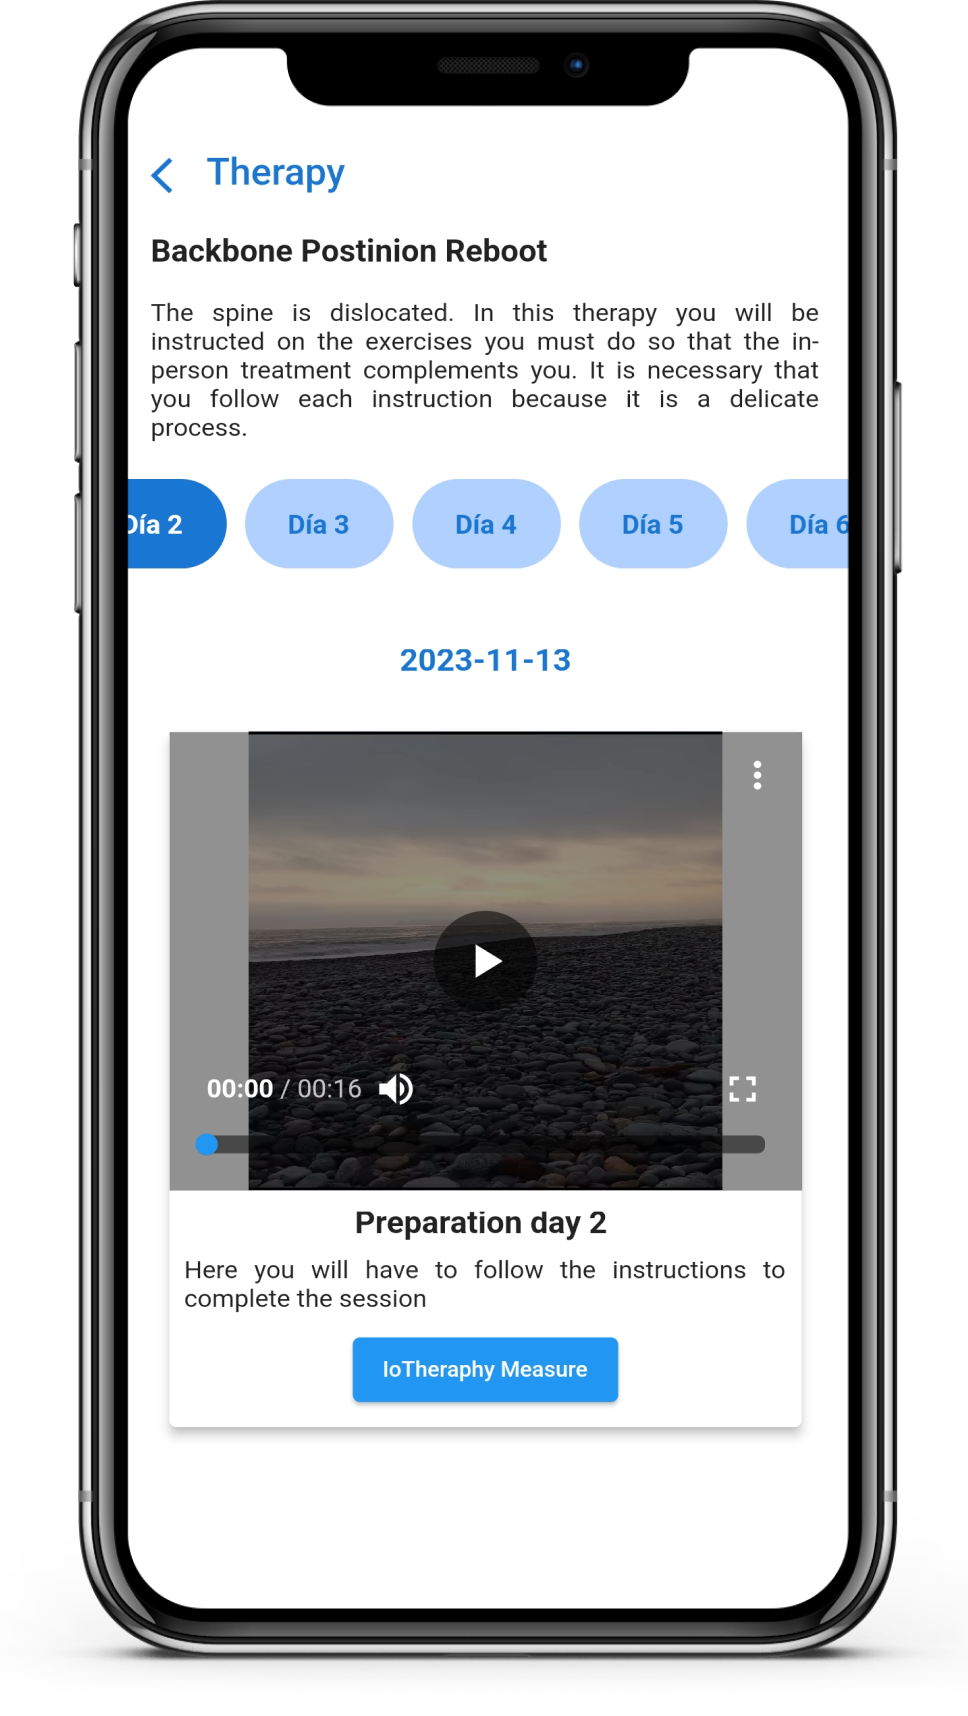 Therapy
Backbone Postinion Reboot
The spine is dislocated. In this therapy you will be
instructed on the exercises you must do so that the in-
person treatment complements you. It is necessary that
you follow each instruction because it is a delicate
process.
Día 2 Día 3 Día 4 Día 5 Día 6
2023-11-13
00:00 / 00:16
Preparation day 2
Here you will have to follow the instructions to
complete the session
IoTheraphy Measure